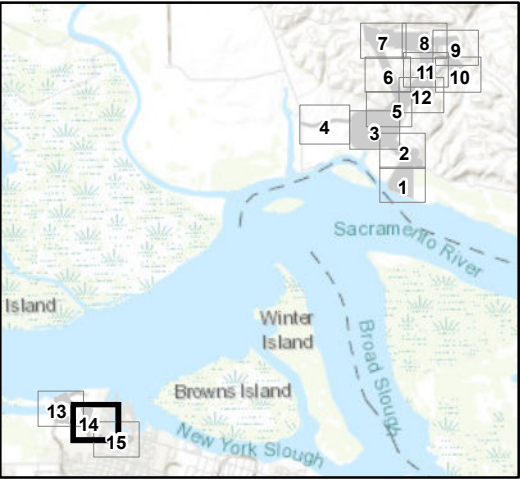 7 8 9
6 11 10
12
5
4 3
2
1
Sacramento River
Island
Winter
Island
Broad Slough
Browns Island
13
14
15
New York Slough